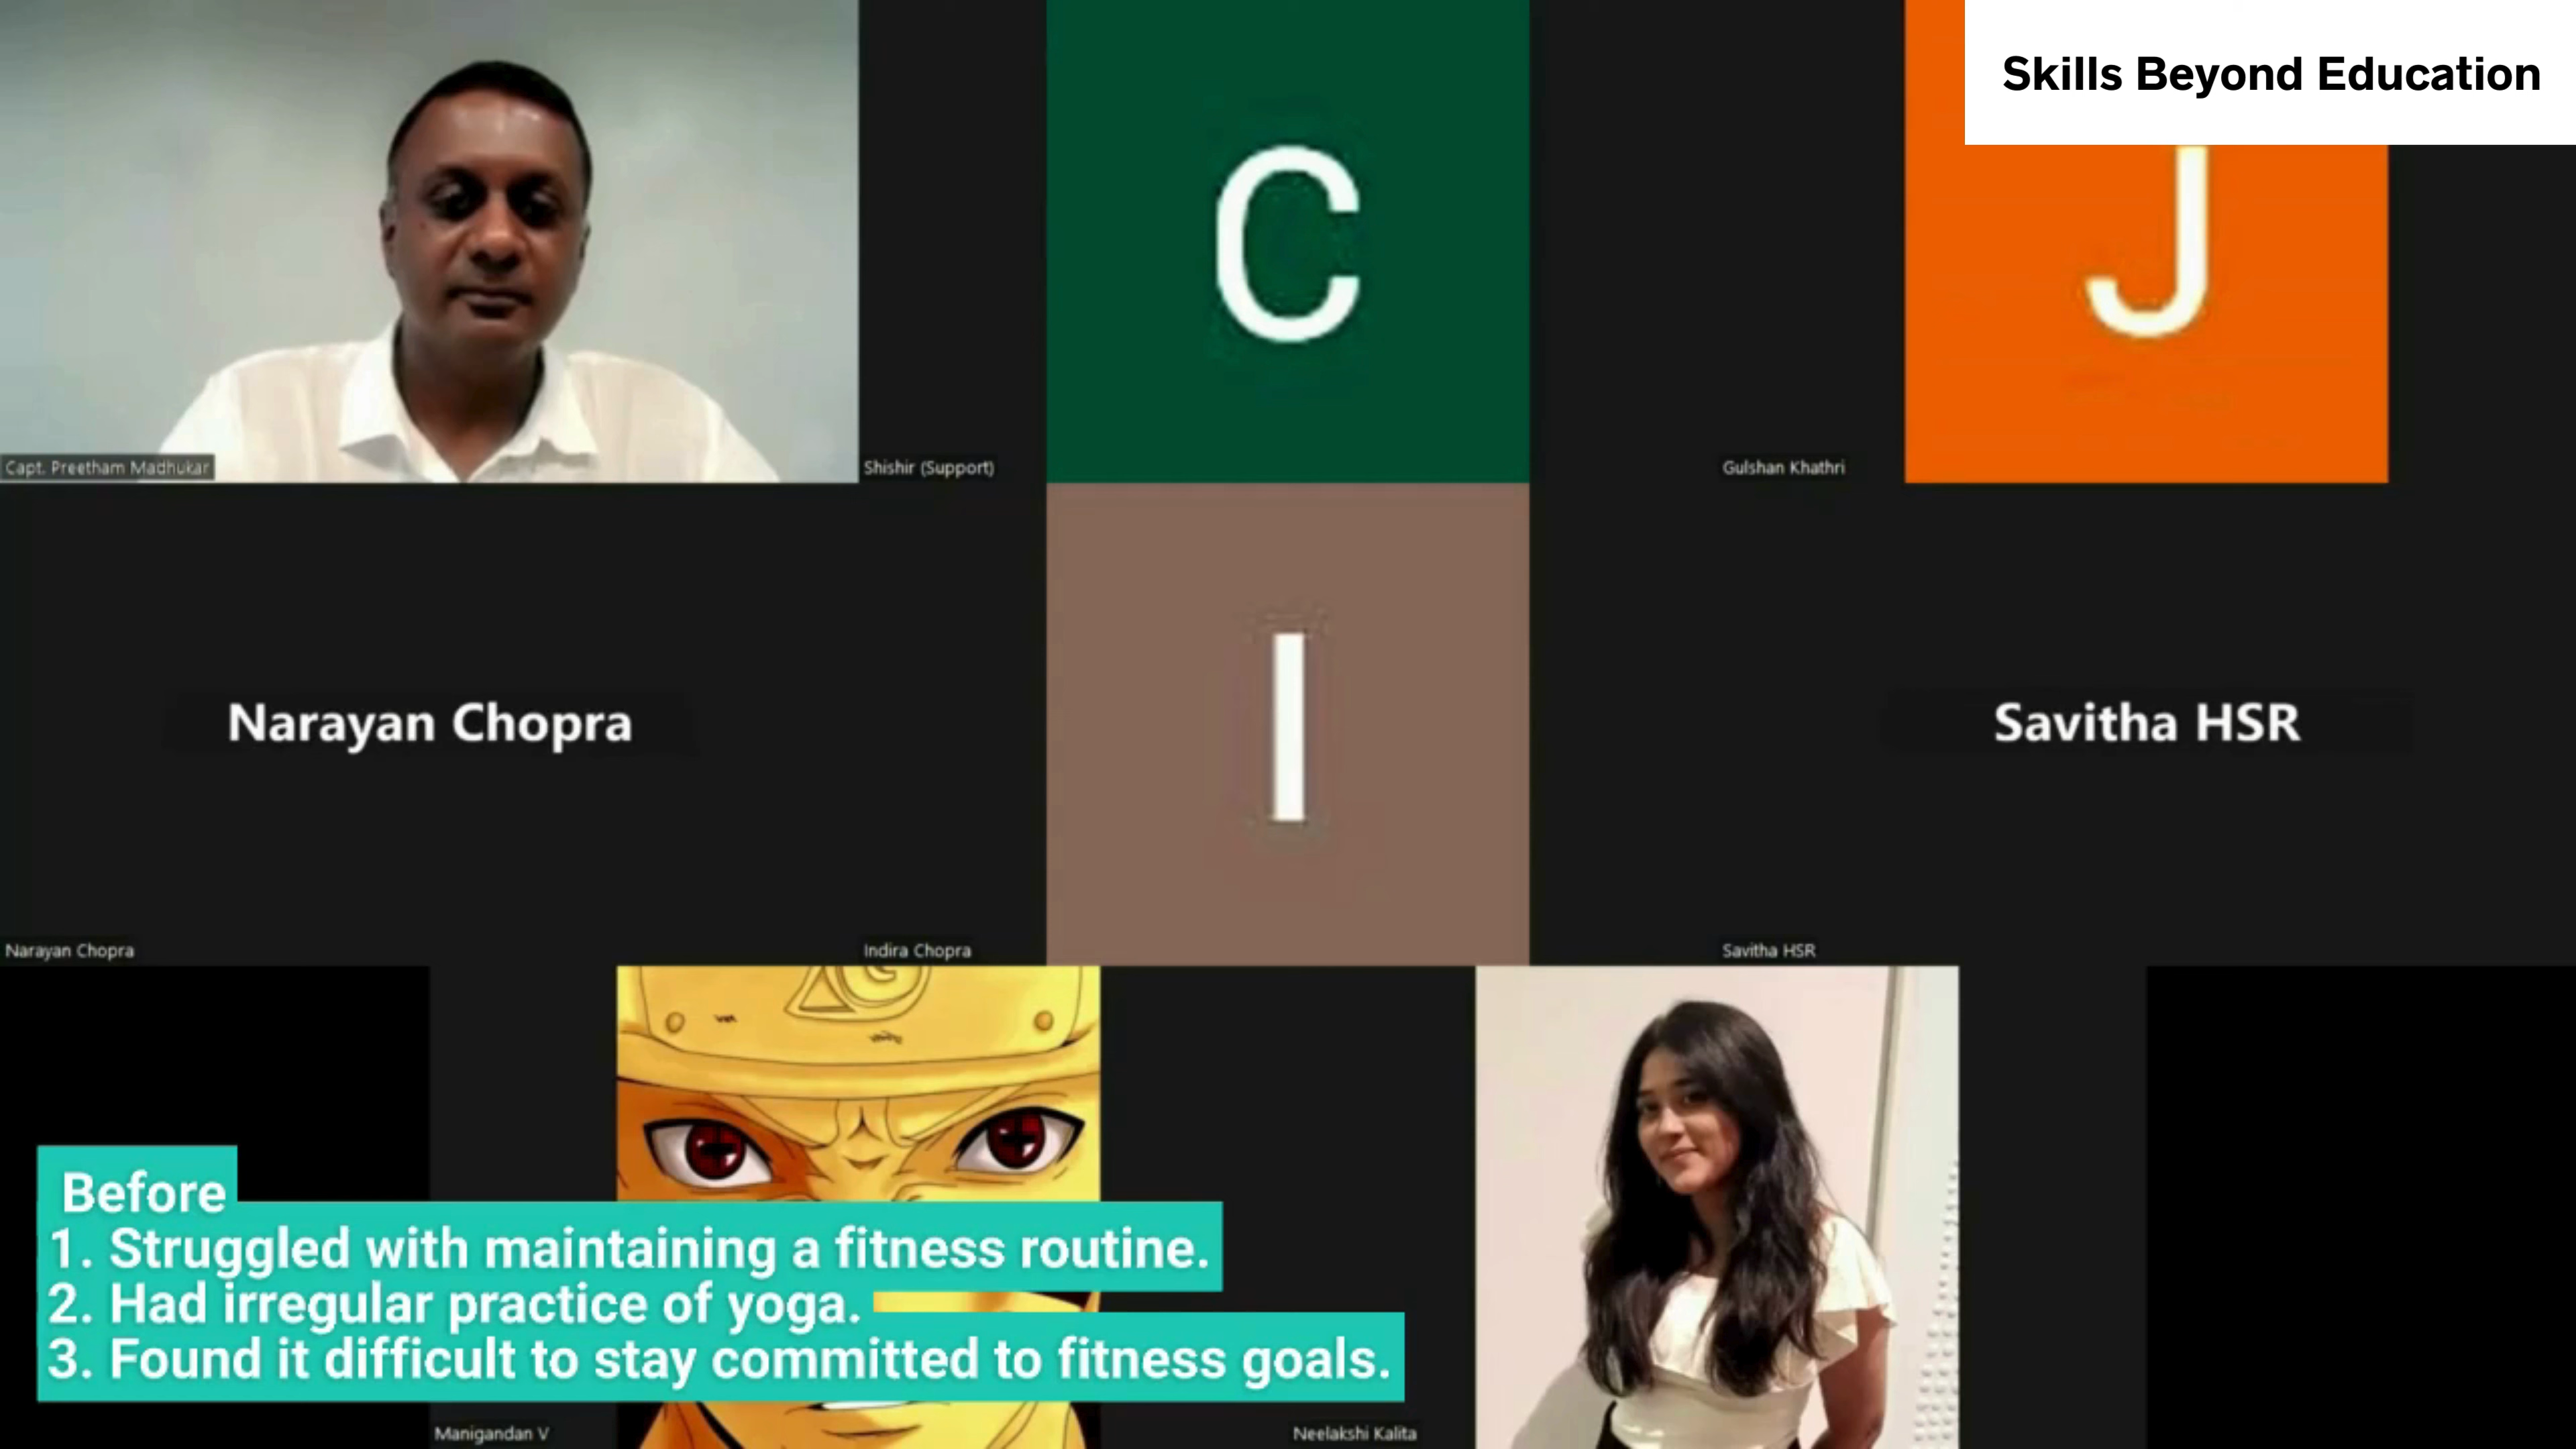 Skills Beyond Education
C
J
Capt. Preetham Madhukar
Shishir (Support)
Gulshan Khathri
Narayan Chopra
I
Savitha HSR
Narayan Chopra
Indira Chopra
Savitha HSR
Before
1. Struggled with maintaining a fitness routine.
2. Had irregular practice of yoga.
3. Found it difficult to stay committed to fitness goals.
Manigandan V
Neelakshi Kalita